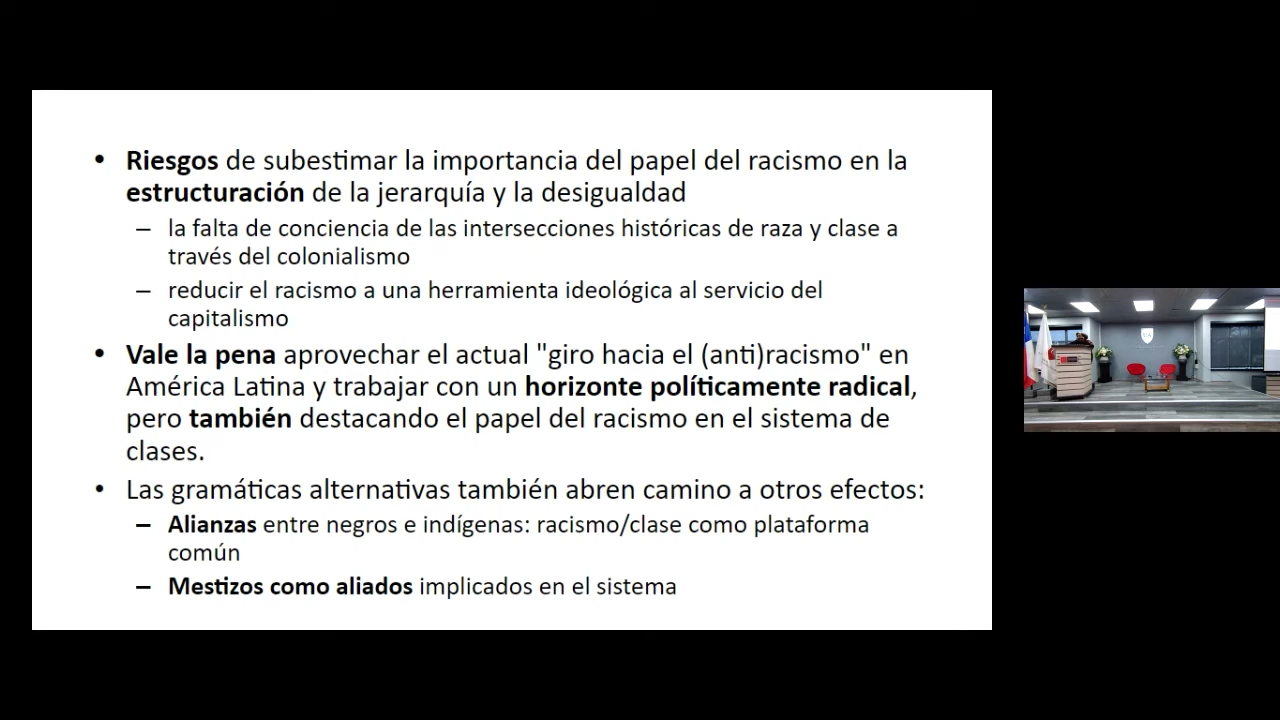 • Riesgos de subestimar la importancia del papel del racismo en la
estructuración de la jerarquía y la desigualdad
– la falta de conciencia de las intersecciones históricas de raza y clase a
través del colonialismo
– reducir el racismo a una herramienta ideológica al servicio del
capitalismo
• Vale la pena aprovechar el actual "giro hacia el (anti)racismo" en
América Latina y trabajar con un horizonte políticamente radical,
pero también destacando el papel del racismo en el sistema de
clases.
• Las gramáticas alternativas también abren camino a otros efectos:
– Alianzas entre negros e indígenas: racismo/clase como plataforma
común
– Mestizos como aliados implicados en el sistema